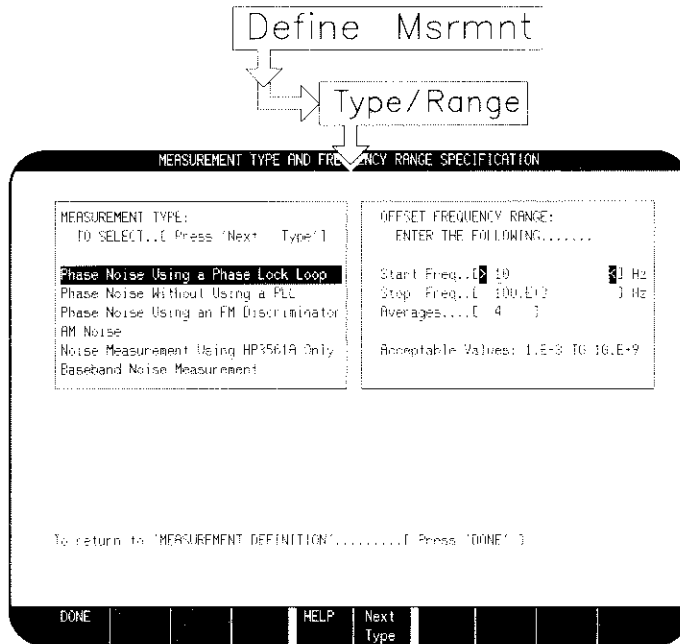 Define Msrmnt
Type/Range
MEASUREMENT TYPE AND FREQUENCY RANGE SPECIFICATION
MEASUREMENT TYPE:
TO SELECT..[ Press 'Next Type']
Phase Noise Using a Phase Lock Loop
Phase Noise Without Using a PLL
Phase Noise Using an FM Discriminator
AM Noise
Noise Measurement Using HP3561A Only
Baseband Noise Measurement
OFFSET FREQUENCY RANGE:
ENTER THE FOLLOWING.......
Start Freq..[> 10 <] Hz
Stop Freq..[ 100.E+3 ] Hz
Averages....[ 4 ]
Acceptable Values: 1.E-3 TO 10.E+9
To return to 'MEASUREMENT DEFINITION'.........[ Press 'DONE' ]
DONE HELP Next
Type